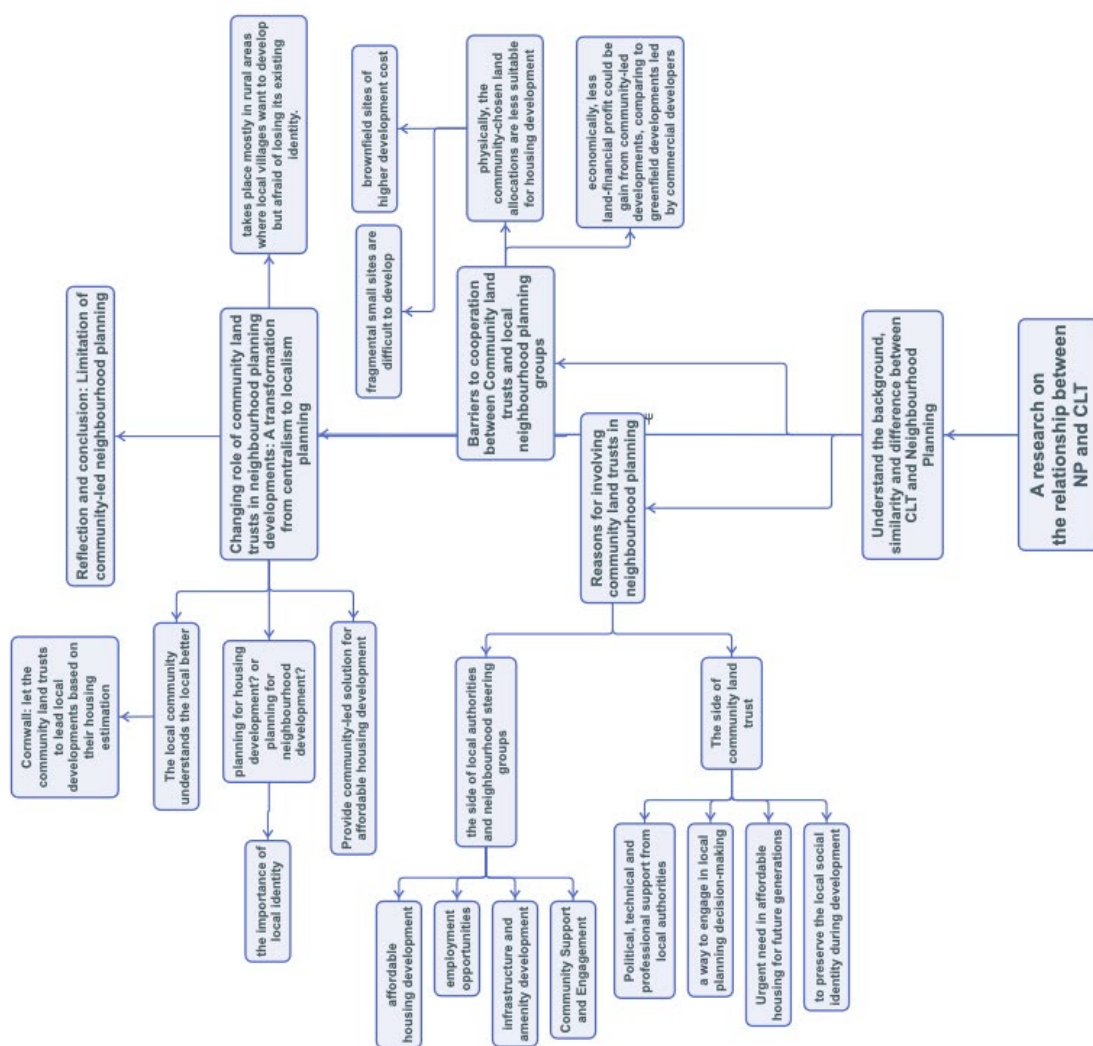 A research on
the relationship between
NP and CLT
Understand the background,
similarity and difference between
CLT and Neighbourhood
Planning
Reasons for involving
community land trusts in
neighbourhood planning
the side of local authorities
and neighbourhood steering
groups
affordable
housing development
employment
opportunities
infrastructure and
amenity development
Community Support
and Engagement
The side of
community land
trust
Political, technical and
professional support from
local authorities
a way to engage in local
planning decision-making
Urgent need in affordable
housing for future generations
to preserve the local social
identity during development
Barriers to cooperation
between Community land
trusts and local
neighbourhood planning
groups
physically, the
community-chosen land
allocations are less suitable
for housing development
fragmental small sites are
difficult to develop
brownfield sites of
higher development cost
economically, less
land-financial profit could be
gain from community-led
developments, comparing to
greenfield developments led
by commercial developers
Changing role of community land
trusts in neighbourhood planning
developments: A transformation
from centralism to localism
planning
The local community
understands the local better
Cornwall: let the
community land trusts
to lead local
developments based on
their housing
estimation
planning for housing
development? or
planning for
neighbourhood
development?
the importance of
local identity
Provide community-led solution for
affordable housing development
takes place mostly in rural areas
where local villages want to develop
but afraid of losing its existing
identity.
Reflection and conclusion: Limitation of
community-led neighbourhood planning